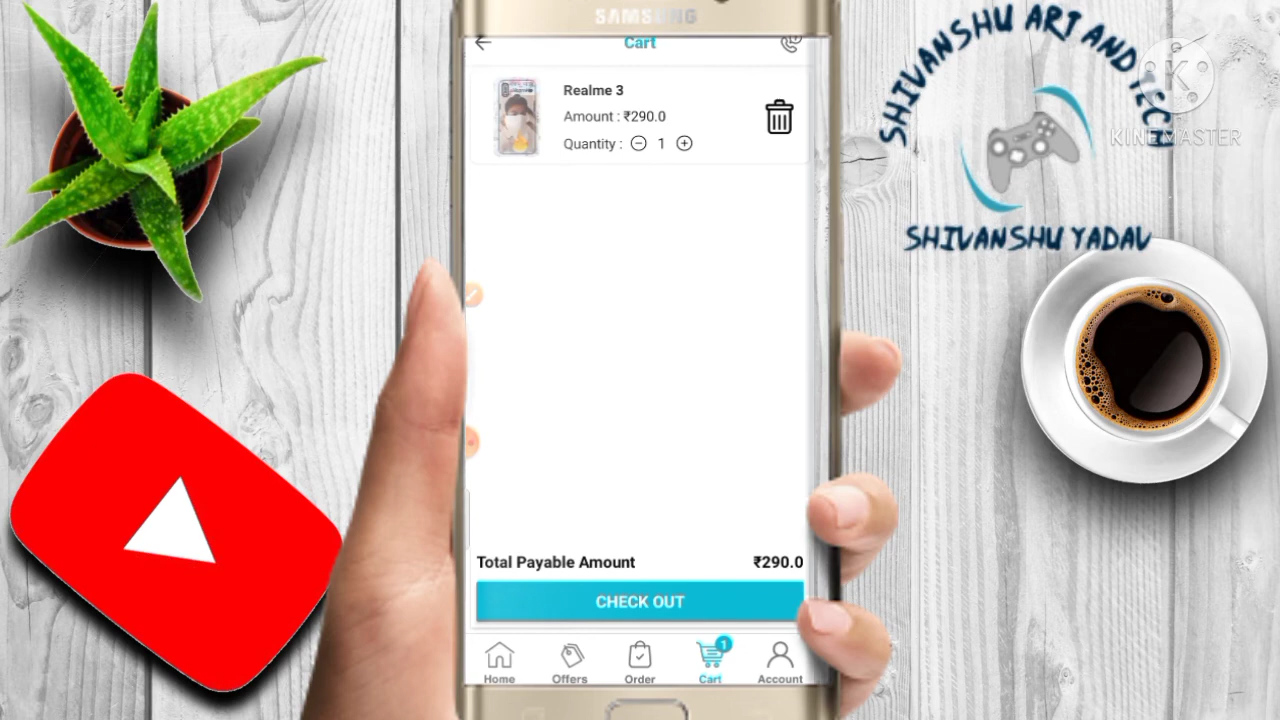 SAMSUNG
Cart
Realme 3
Amount : ₹290.0
Quantity : 1
Total Payable Amount ₹290.0
CHECK OUT
1
Home Offers Order Cart Account
SHIVANSHU ART AND TECH
KINEMASTER
SHIVANSHU YADAV